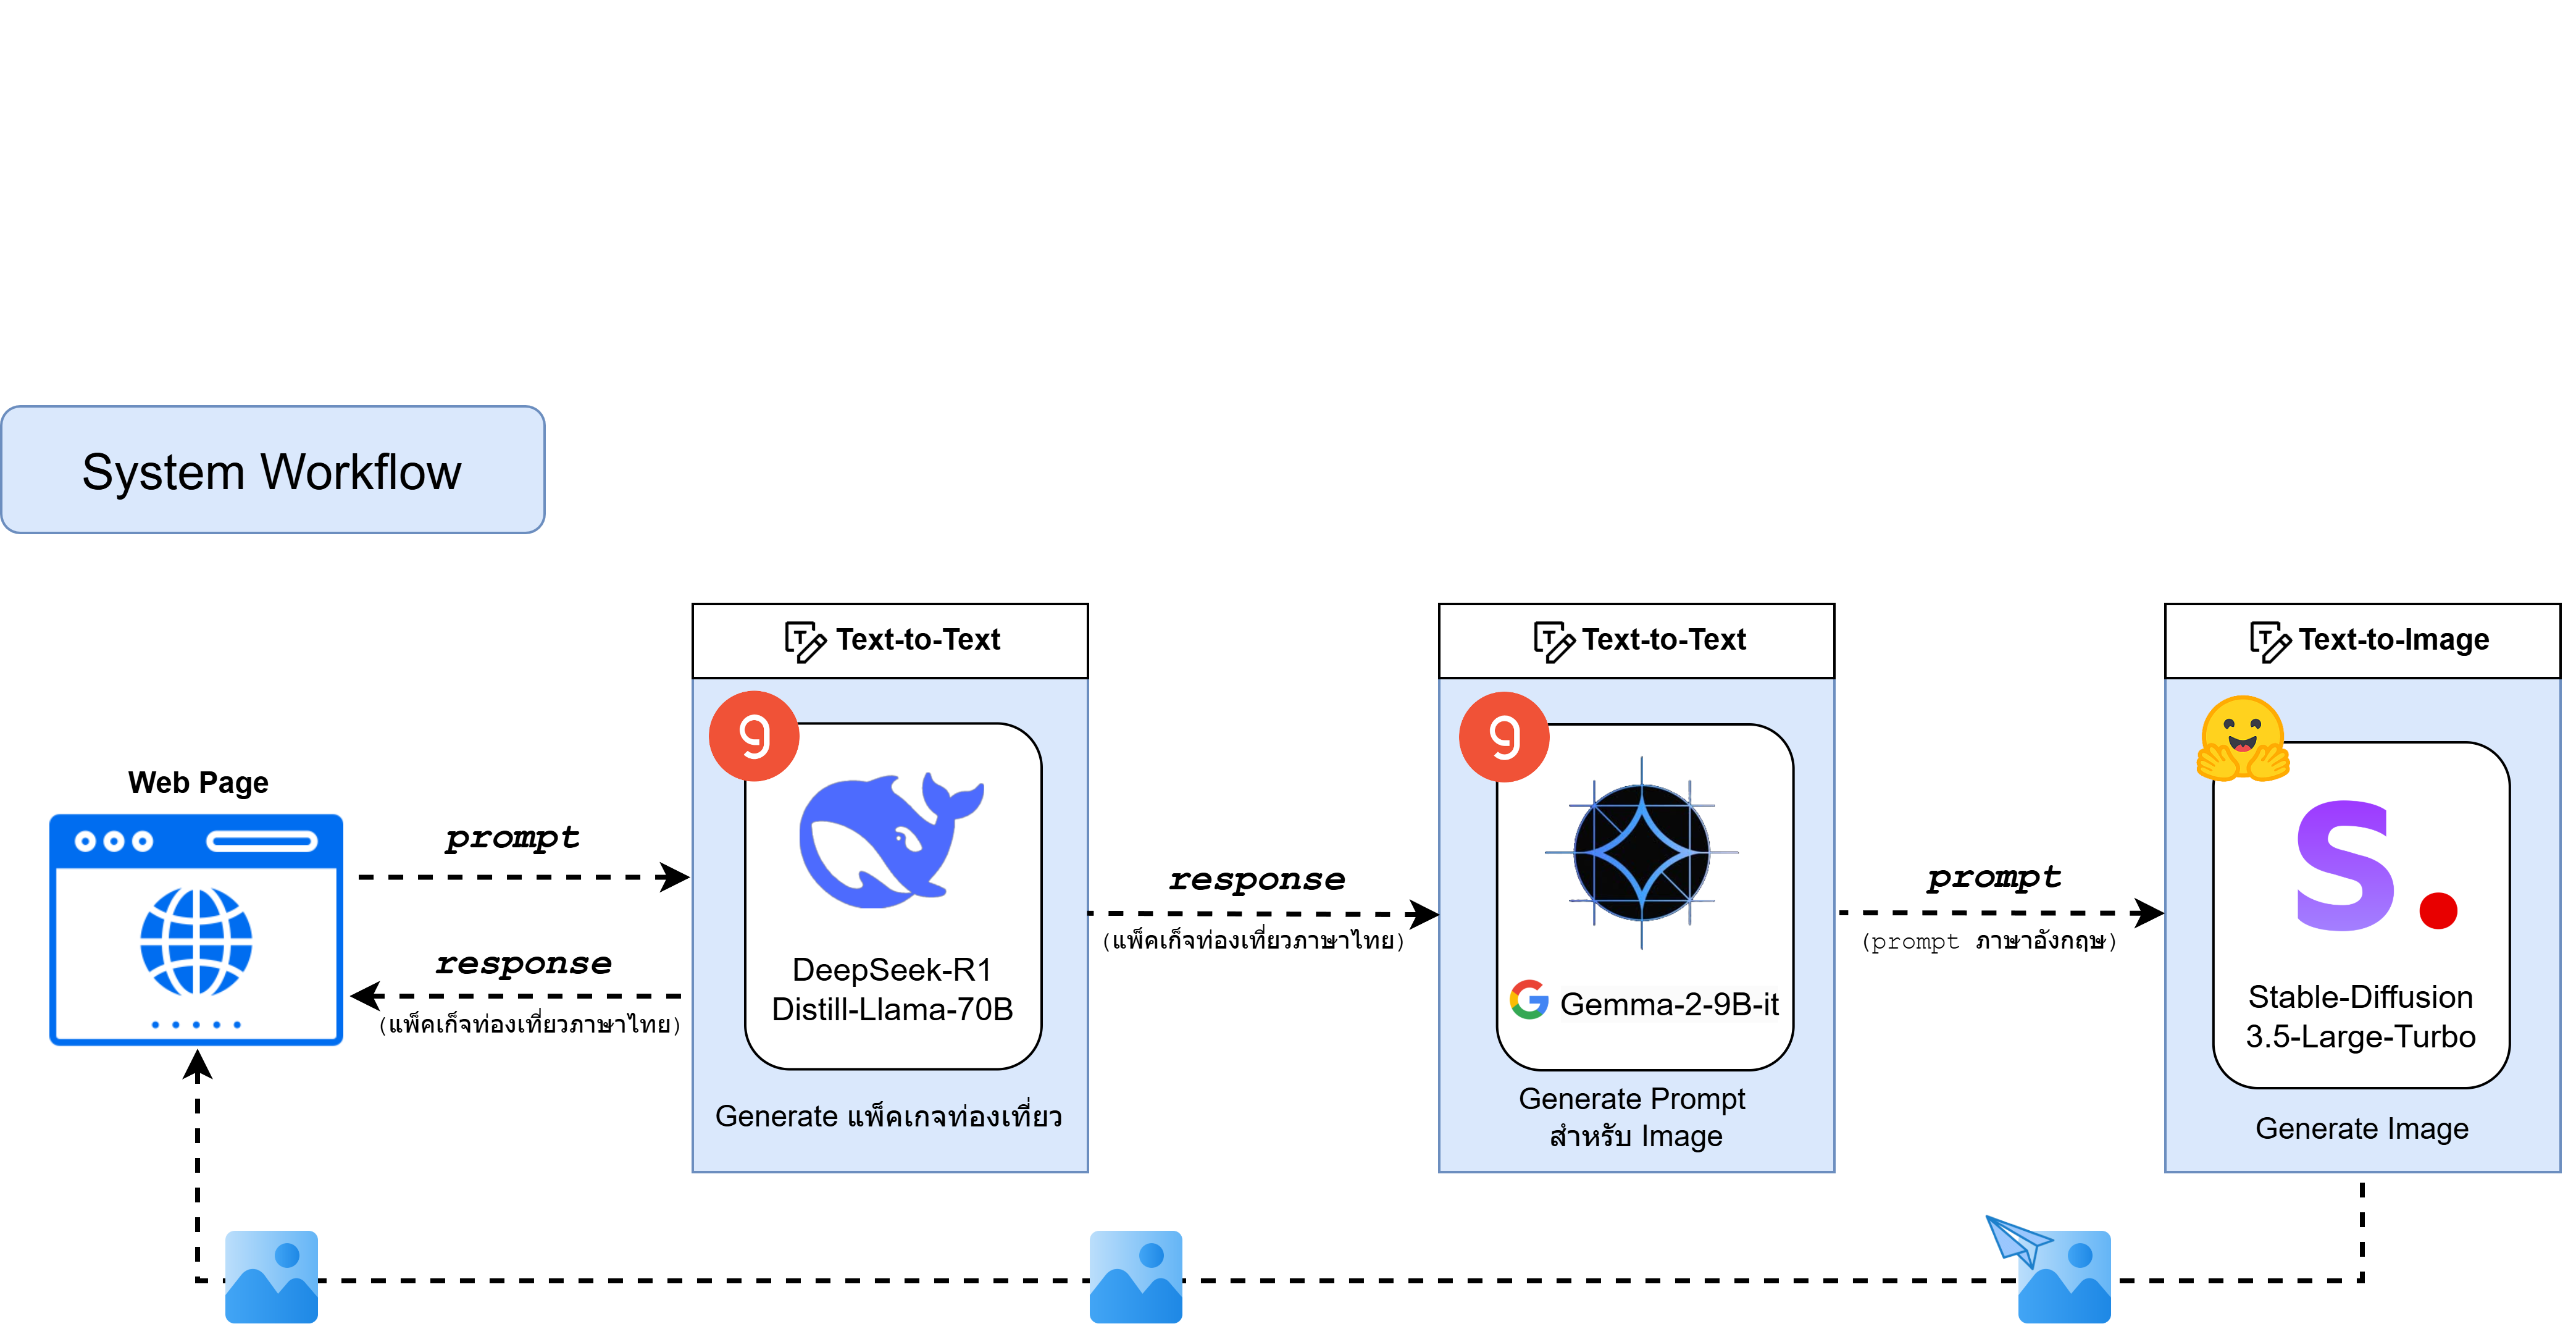 System Workflow
Text-to-Text
Text-to-Text
Text-to-Image
Web Page
prompt
response
(แพ็คเก็จท่องเที่ยวภาษาไทย)
DeepSeek-R1
Distill-Llama-70B
Generate แพ็คเกจท่องเที่ยว
response
(แพ็คเก็จท่องเที่ยวภาษาไทย)
Gemma-2-9B-it
Generate Prompt
สำหรับ Image
prompt
(prompt ภาษาอังกฤษ)
Stable-Diffusion
3.5-Large-Turbo
Generate Image